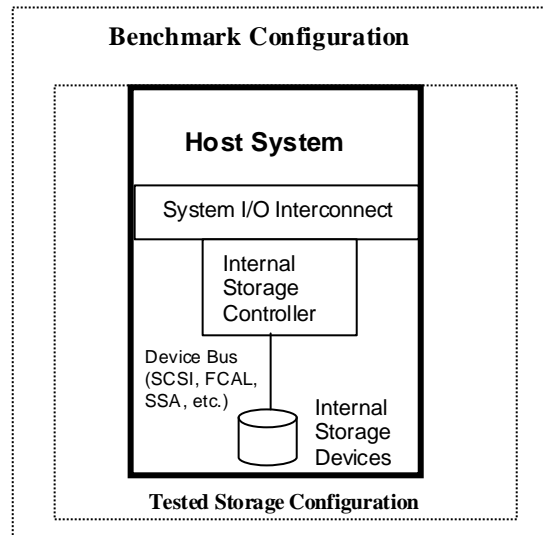 Benchmark Configuration
Host System
System I/O Interconnect
Internal
Storage
Controller
Device Bus
(SCSI, FCAL,
SSA, etc.)
Internal
Storage
Devices
Tested Storage Configuration